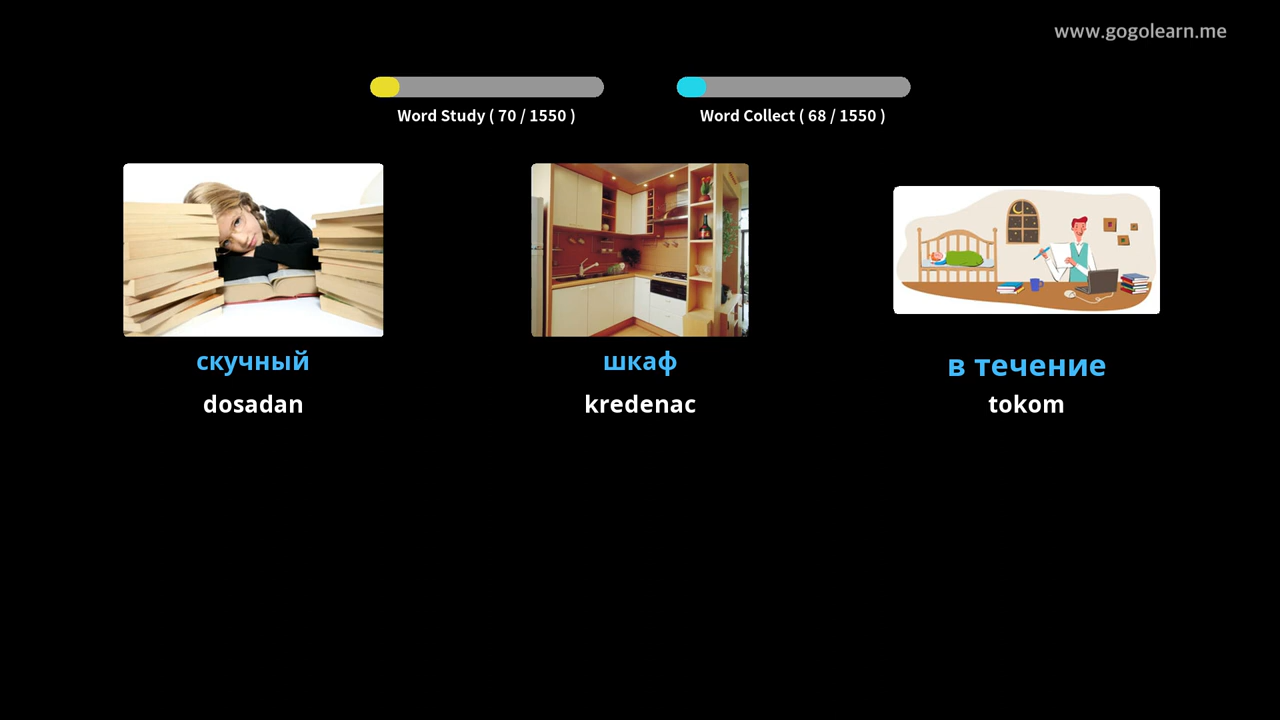 www.gogolearn.me
Word Study ( 70 / 1550 )
Word Collect ( 68 / 1550 )
скучный
dosadan
шкаф
kredenac
в течение
tokom